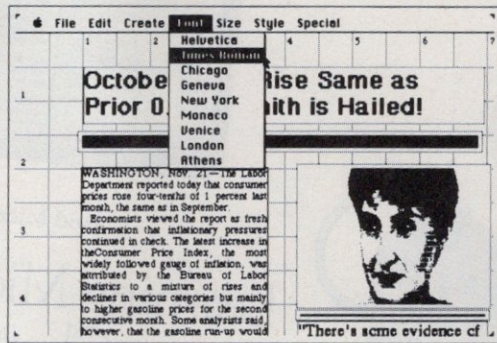 File Edit Create Font Size Style Special
1 2 4 5 6 7
Helvetica
Times Roman
Chicago
Geneva
New York
Monaco
Venice
London
Athens
Octobe Rise Same as
Prior 0. ith is Hailed!
1
2
3
4
WASHINGTON, Nov. 21—The Labor
Department reported today that consumer
prices rose four-tenths of 1 percent last
month, the same as in September.
Economists viewed the report as fresh
confirmation that inflationary pressures
continued in check. The latest increase in
theConsumer Price Index, the most
widely followed gauge of inflation, was
attributed by the Bureau of Labor
Statistics to a mixture of rises and
declines in various categories but mainly
to higher gasoline prices for the second
consecutive month. Some analysists said,
however, that the gasoline run-up would
"There's some evidence of